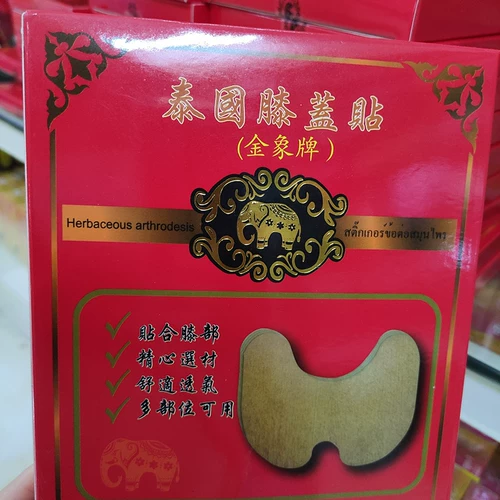 泰國膝蓋貼
(金象牌)
Herbaceous arthrodesis
สติ๊กเกอร์ข้อต่อสมุนไพร
貼合膝部
精心選材
舒適透氣
多部位可用